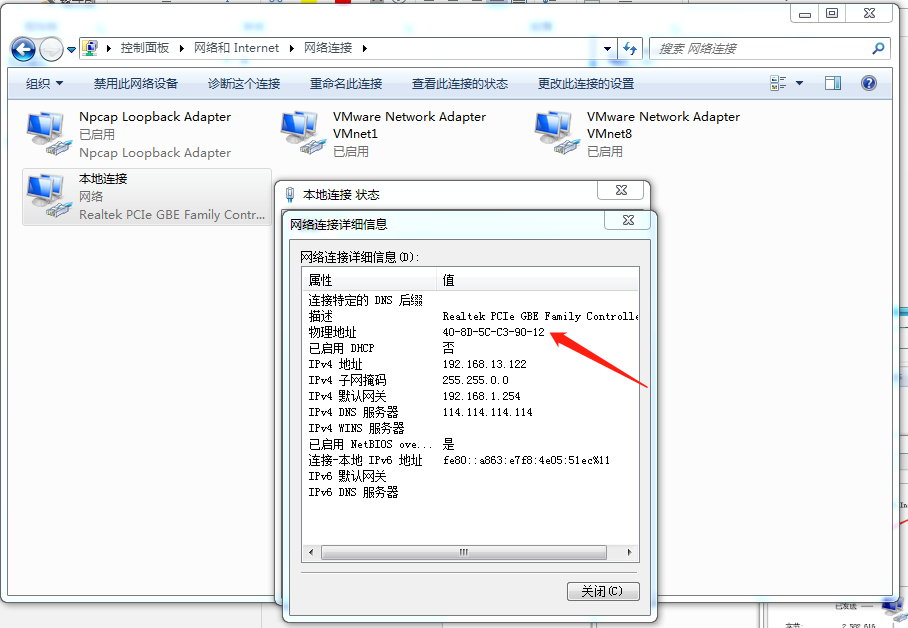 控制面板 网络和 Internet 网络连接
搜索 网络连接
组织 禁用此网络设备 诊断这个连接 重命名此连接 查看此连接的状态 更改此连接的设置
Npcap Loopback Adapter
已启用
Npcap Loopback Adapter
VMware Network Adapter
VMnet1
已启用
VMware Network Adapter
VMnet8
已启用
本地连接
网络
Realtek PCIe GBE Family Contr...
本地连接 状态
网络连接详细信息
网络连接详细信息(D):
属性 值
连接特定的 DNS 后缀
描述 Realtek PCIe GBE Family Controlle
物理地址 40-8D-5C-C3-90-12
已启用 DHCP 否
IPv4 地址 192.168.13.122
IPv4 子网掩码 255.255.0.0
IPv4 默认网关 192.168.1.254
IPv4 DNS 服务器 114.114.114.114
IPv4 WINS 服务器
已启用 NetBIOS ove... 是
连接-本地 IPv6 地址 fe80::a863:e7f8:4e05:51ec%11
IPv6 默认网关
IPv6 DNS 服务器
关闭(C)
已发送